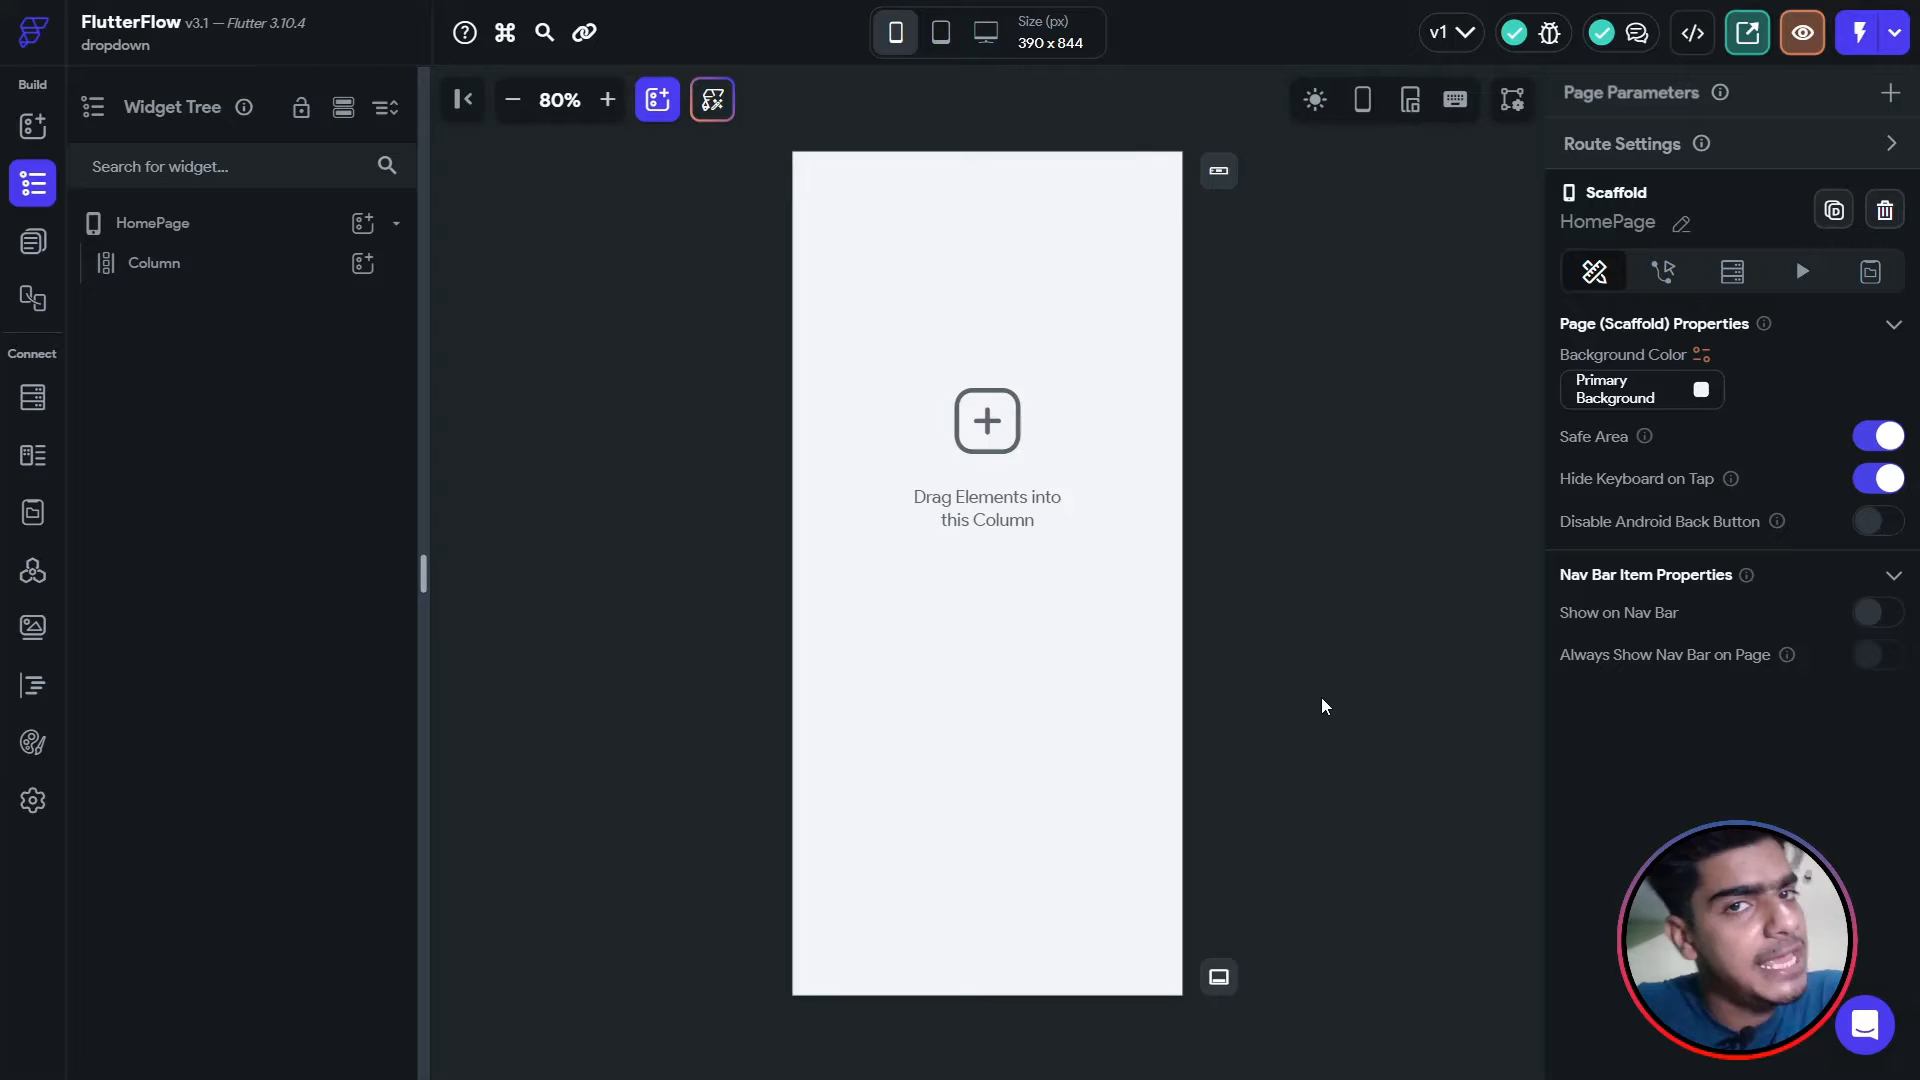 FlutterFlow v3.1 — Flutter 3.10.4
dropdown
Size (px)
390 x 844
v1
Build
Widget Tree
80%
Page Parameters
Search for widget...
Route Settings
HomePage
Column
Scaffold
HomePage
Page (Scaffold) Properties
Background Color
Primary
Background
Connect
Safe Area
Hide Keyboard on Tap
Drag Elements into
this Column
Disable Android Back Button
Nav Bar Item Properties
Show on Nav Bar
Always Show Nav Bar on Page